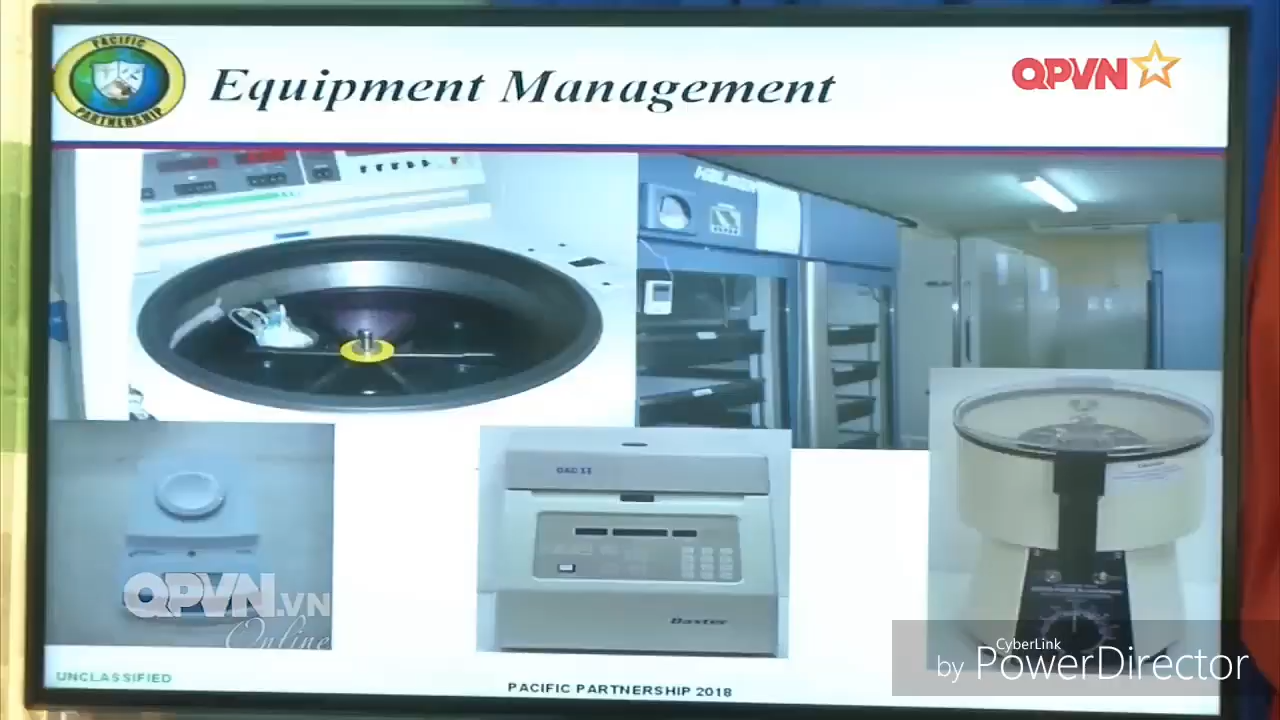 PACIFIC
PARTNERSHIP
Equipment Management
QPVN
DAC II
Baxter
QPVN.VN
Online
UNCLASSIFIED
PACIFIC PARTNERSHIP 2018
CyberLink
by PowerDirector